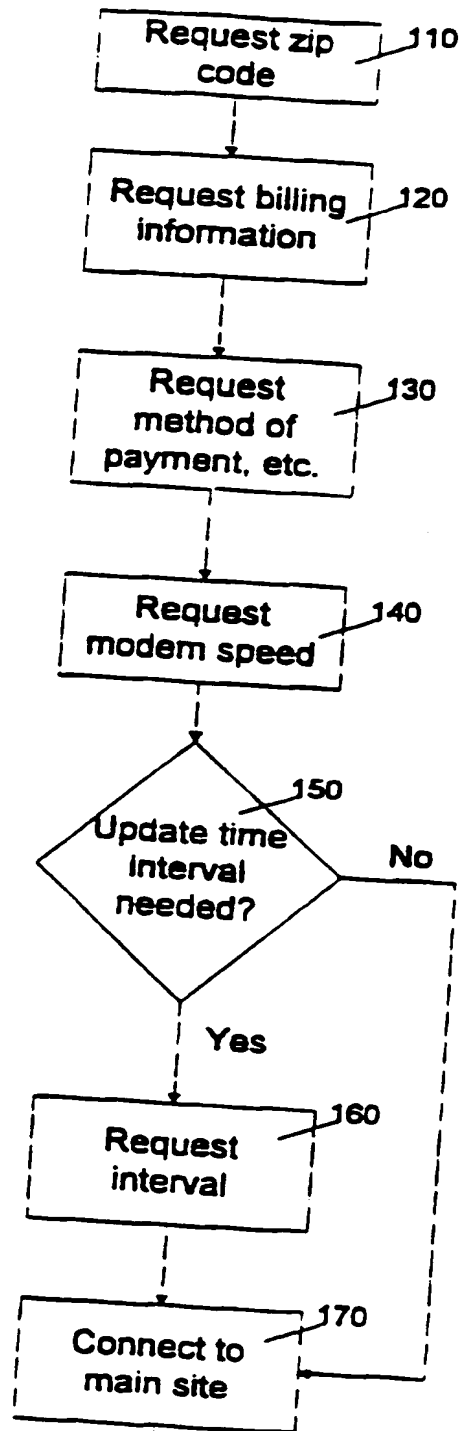 Request zip
code
110
Request billing
information
120
Request
method of
payment, etc.
130
Request
modem speed
140
150
Update time
interval
needed?
No
Yes
160
Request
interval
170
Connect to
main site